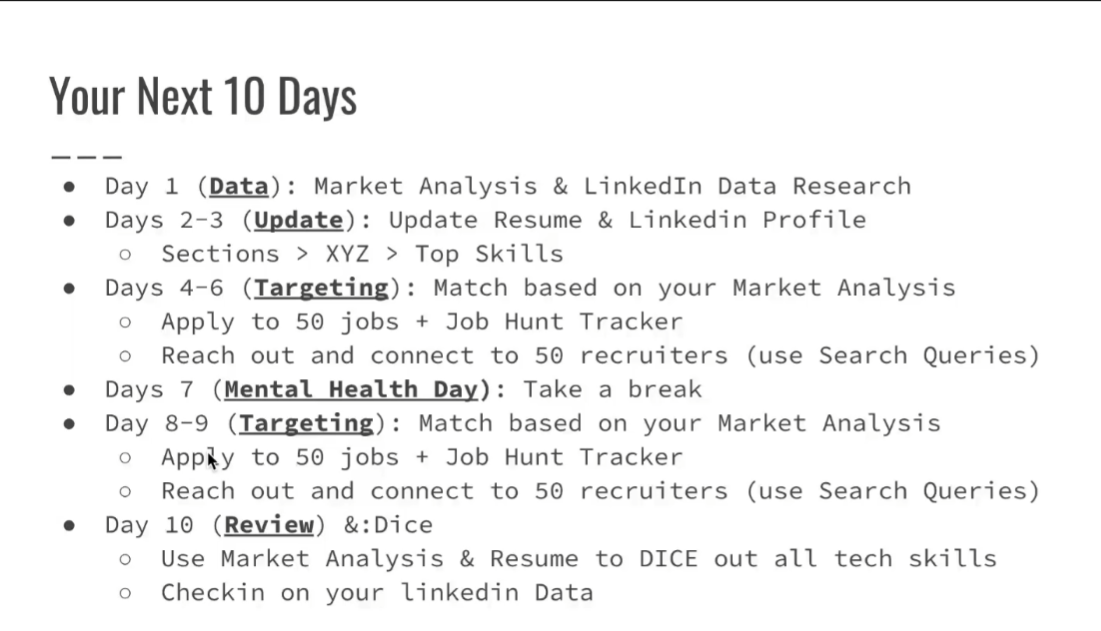 Your Next 10 Days
———
● Day 1 (Data): Market Analysis & LinkedIn Data Research
● Days 2-3 (Update): Update Resume & Linkedin Profile
○ Sections > XYZ > Top Skills
● Days 4-6 (Targeting): Match based on your Market Analysis
○ Apply to 50 jobs + Job Hunt Tracker
○ Reach out and connect to 50 recruiters (use Search Queries)
● Days 7 (Mental Health Day): Take a break
● Day 8-9 (Targeting): Match based on your Market Analysis
○ Apply to 50 jobs + Job Hunt Tracker
○ Reach out and connect to 50 recruiters (use Search Queries)
● Day 10 (Review) &:Dice
○ Use Market Analysis & Resume to DICE out all tech skills
○ Checkin on your linkedin Data